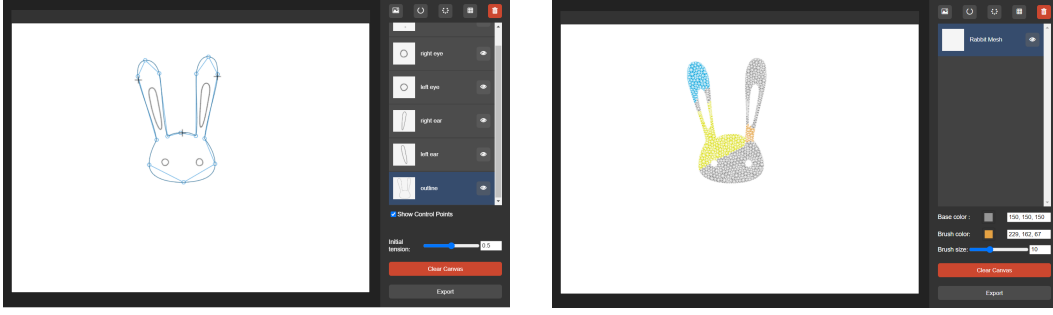 right eye
left eye
right ear
left ear
outline
Show Control Points
Initial
tension:
0.5
Clear Canvas
Export
Rabbit Mesh
Base color :
150, 150, 150
Brush color:
229, 162, 67
Brush size:
10
Clear Canvas
Export